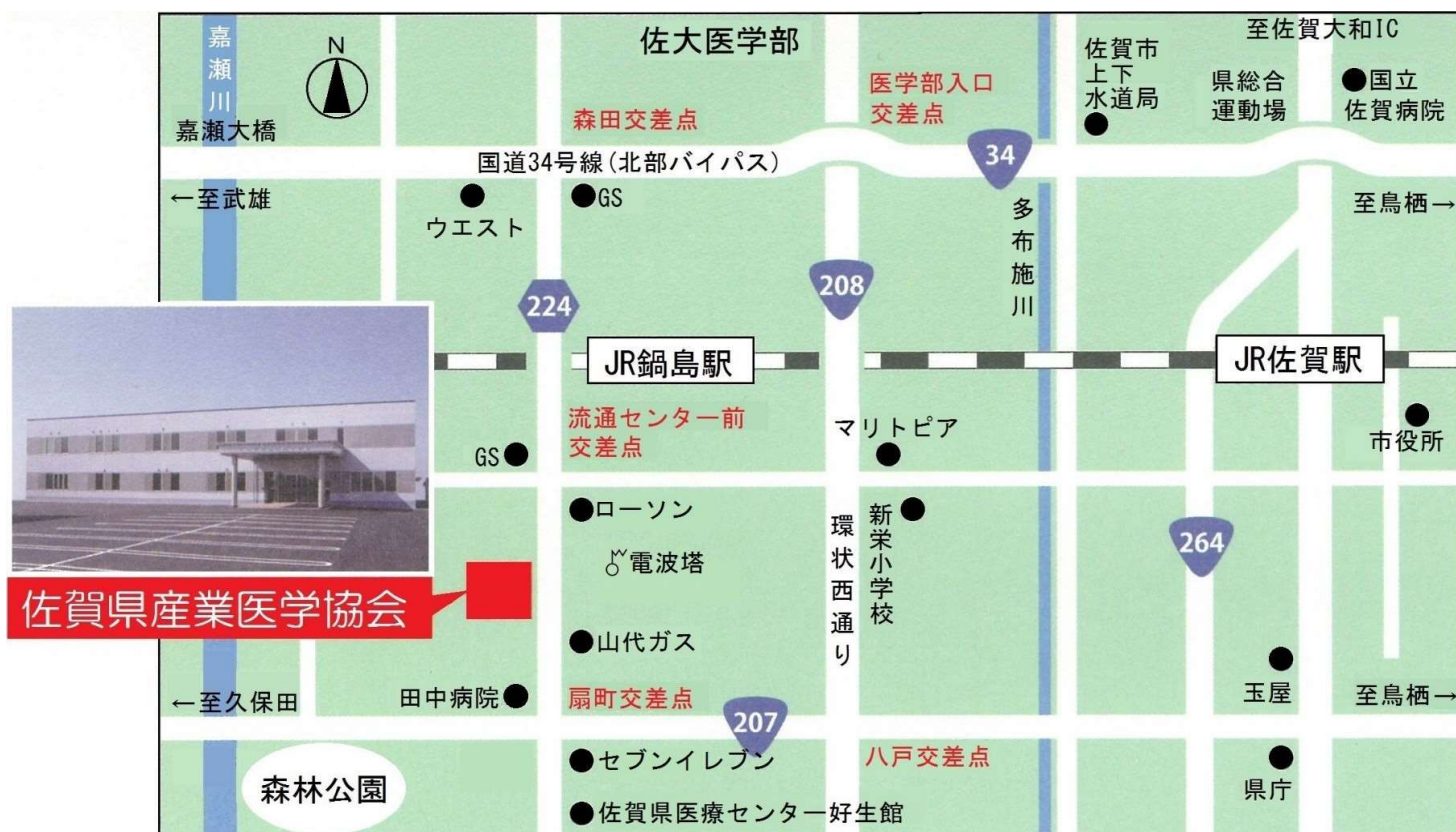 嘉瀬川
N
佐大医学部
至佐賀大和IC
佐賀市
上下
水道局
県総合
運動場
国立
佐賀病院
医学部入口
交差点
森田交差点
嘉瀬大橋
国道34号線(北部バイパス)
34
←至武雄
ウエスト
GS
多布施川
至鳥栖→
224
208
JR鍋島駅
JR佐賀駅
流通センター前
交差点
GS
マリトピア
市役所
ローソン
電波塔
環状西通り
新栄小学校
264
佐賀県産業医学協会
山代ガス
←至久保田
田中病院
扇町交差点
207
玉屋
至鳥栖→
森林公園
セブンイレブン
八戸交差点
県庁
佐賀県医療センター好生館